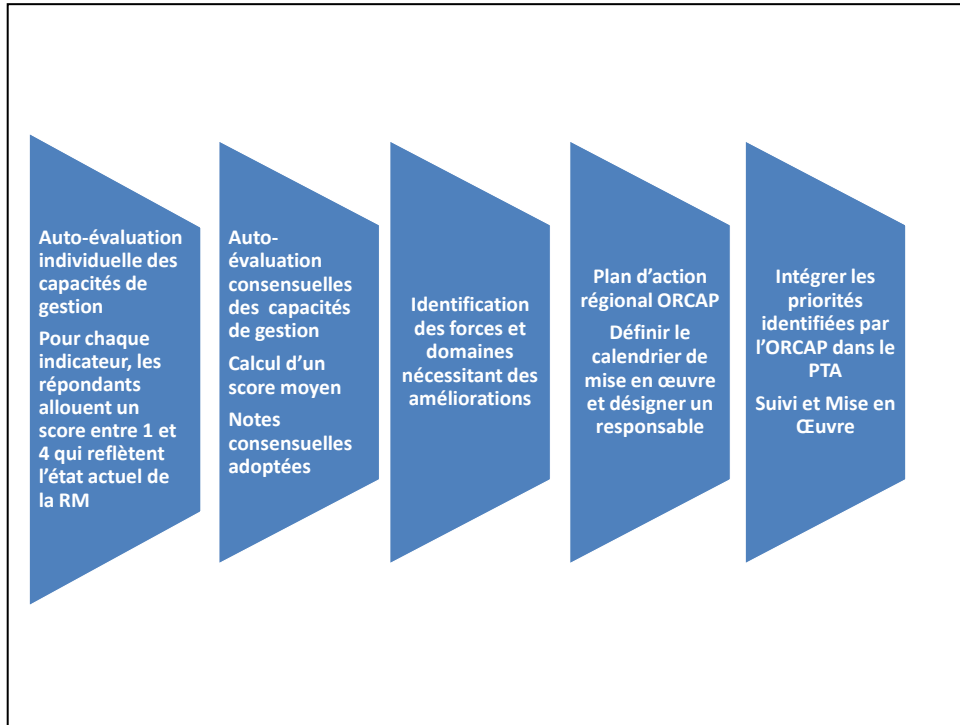 Auto-évaluation
individuelle des
capacités de
gestion
Pour chaque
indicateur, les
répondants
allouent un
score entre 1 et
4 qui reflètent
l'état actuel de
la RM
Auto-
évaluation
consensuelles
des  capacités
de gestion
Calcul d'un
score moyen
Notes
consensuelles
adoptées
Identification
des forces et
domaines
nécessitant des
améliorations
Plan d'action
régional ORCAP
Définir le
calendrier de
mise en œuvre
et désigner un
responsable
Intégrer les
priorités
identifiées par
l'ORCAP dans le
PTA
Suivi et Mise en
Œuvre